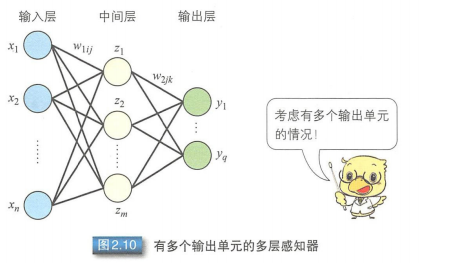 输入层 中间层 输出层
x1 w1ij z1
w2jk
x2 z2 y1
yq
xn zm
考虑有多个输出单元
的情况！
图2.10 有多个输出单元的多层感知器